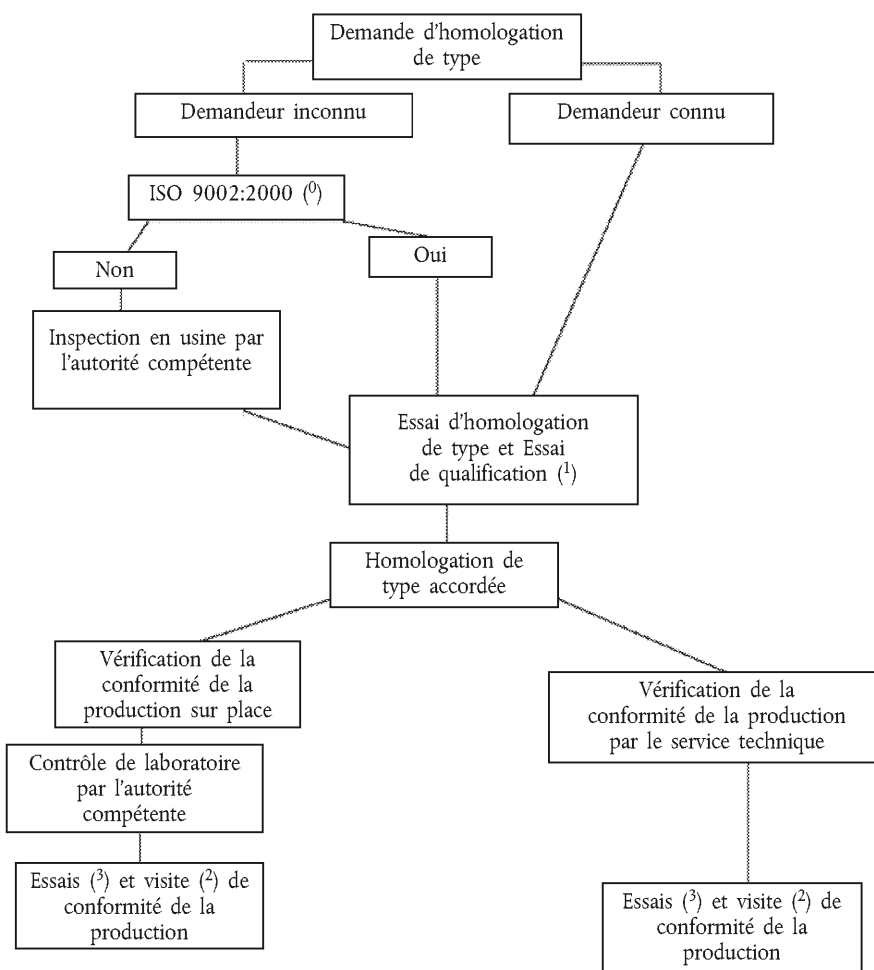 Demande d'homologation
de type
Demandeur inconnu
Demandeur connu
ISO 9002:2000 (⁰)
Non
Oui
Inspection en usine par
l'autorité compétente
Essai d'homologation
de type et Essai
de qualification (¹)
Homologation de
type accordée
Vérification de la
conformité de la
production sur place
Vérification de la
conformité de la production
par le service technique
Contrôle de laboratoire
par l'autorité
compétente
Essais (³) et visite (²) de
conformité de la
production
Essais (³) et visite (²) de
conformité de la
production